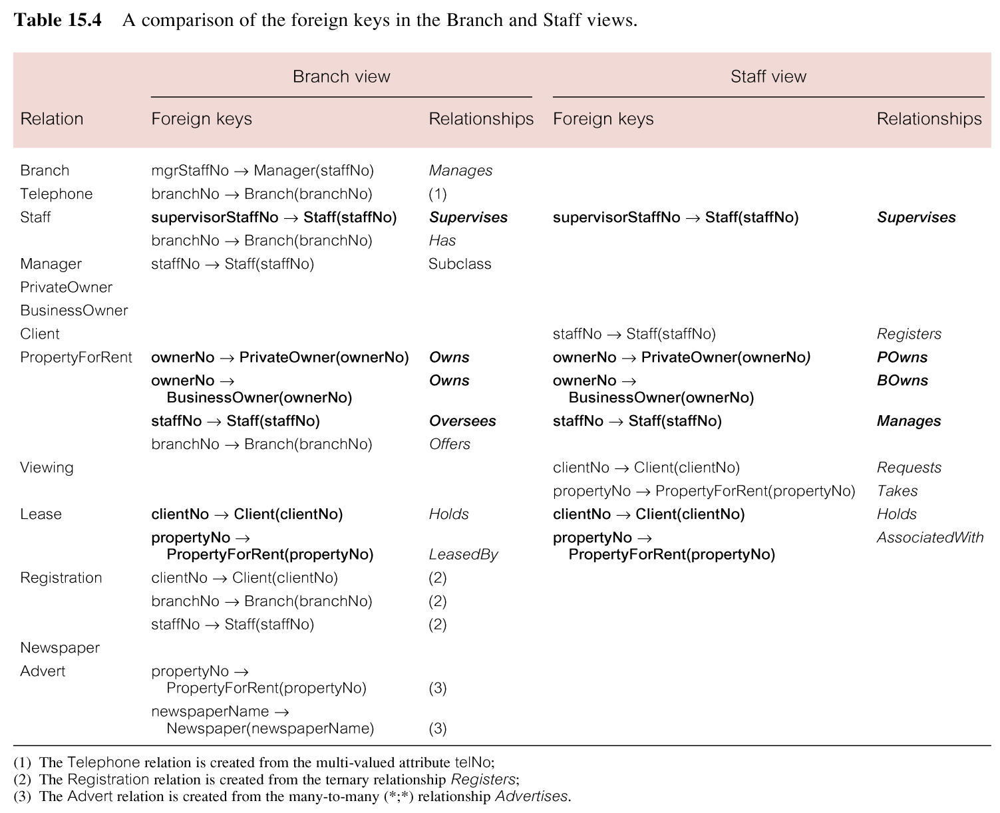 Table 15.4 A comparison of the foreign keys in the Branch and Staff views.
Branch view Staff view
Relation Foreign keys Relationships Foreign keys Relationships
Branch mgrStaffNo → Manager(staffNo) Manages
Telephone branchNo → Branch(branchNo) (1)
Staff supervisorStaffNo → Staff(staffNo) Supervises supervisorStaffNo → Staff(staffNo) Supervises
branchNo → Branch(branchNo) Has
Manager staffNo → Staff(staffNo) Subclass
PrivateOwner
BusinessOwner
Client staffNo → Staff(staffNo) Registers
PropertyForRent ownerNo → PrivateOwner(ownerNo) Owns ownerNo → PrivateOwner(ownerNo) POwns
ownerNo → Owns ownerNo → BOwns
BusinessOwner(ownerNo) BusinessOwner(ownerNo)
staffNo → Staff(staffNo) Oversees staffNo → Staff(staffNo) Manages
branchNo → Branch(branchNo) Offers
Viewing clientNo → Client(clientNo) Requests
propertyNo → PropertyForRent(propertyNo) Takes
Lease clientNo → Client(clientNo) Holds clientNo → Client(clientNo) Holds
propertyNo → propertyNo → AssociatedWith
PropertyForRent(propertyNo) LeasedBy PropertyForRent(propertyNo)
Registration clientNo → Client(clientNo) (2)
branchNo → Branch(branchNo) (2)
staffNo → Staff(staffNo) (2)
Newspaper
Advert propertyNo →
PropertyForRent(propertyNo) (3)
newspaperName →
Newspaper(newspaperName) (3)
(1) The Telephone relation is created from the multi-valued attribute telNo;
(2) The Registration relation is created from the ternary relationship Registers;
(3) The Advert relation is created from the many-to-many (*;*) relationship Advertises.